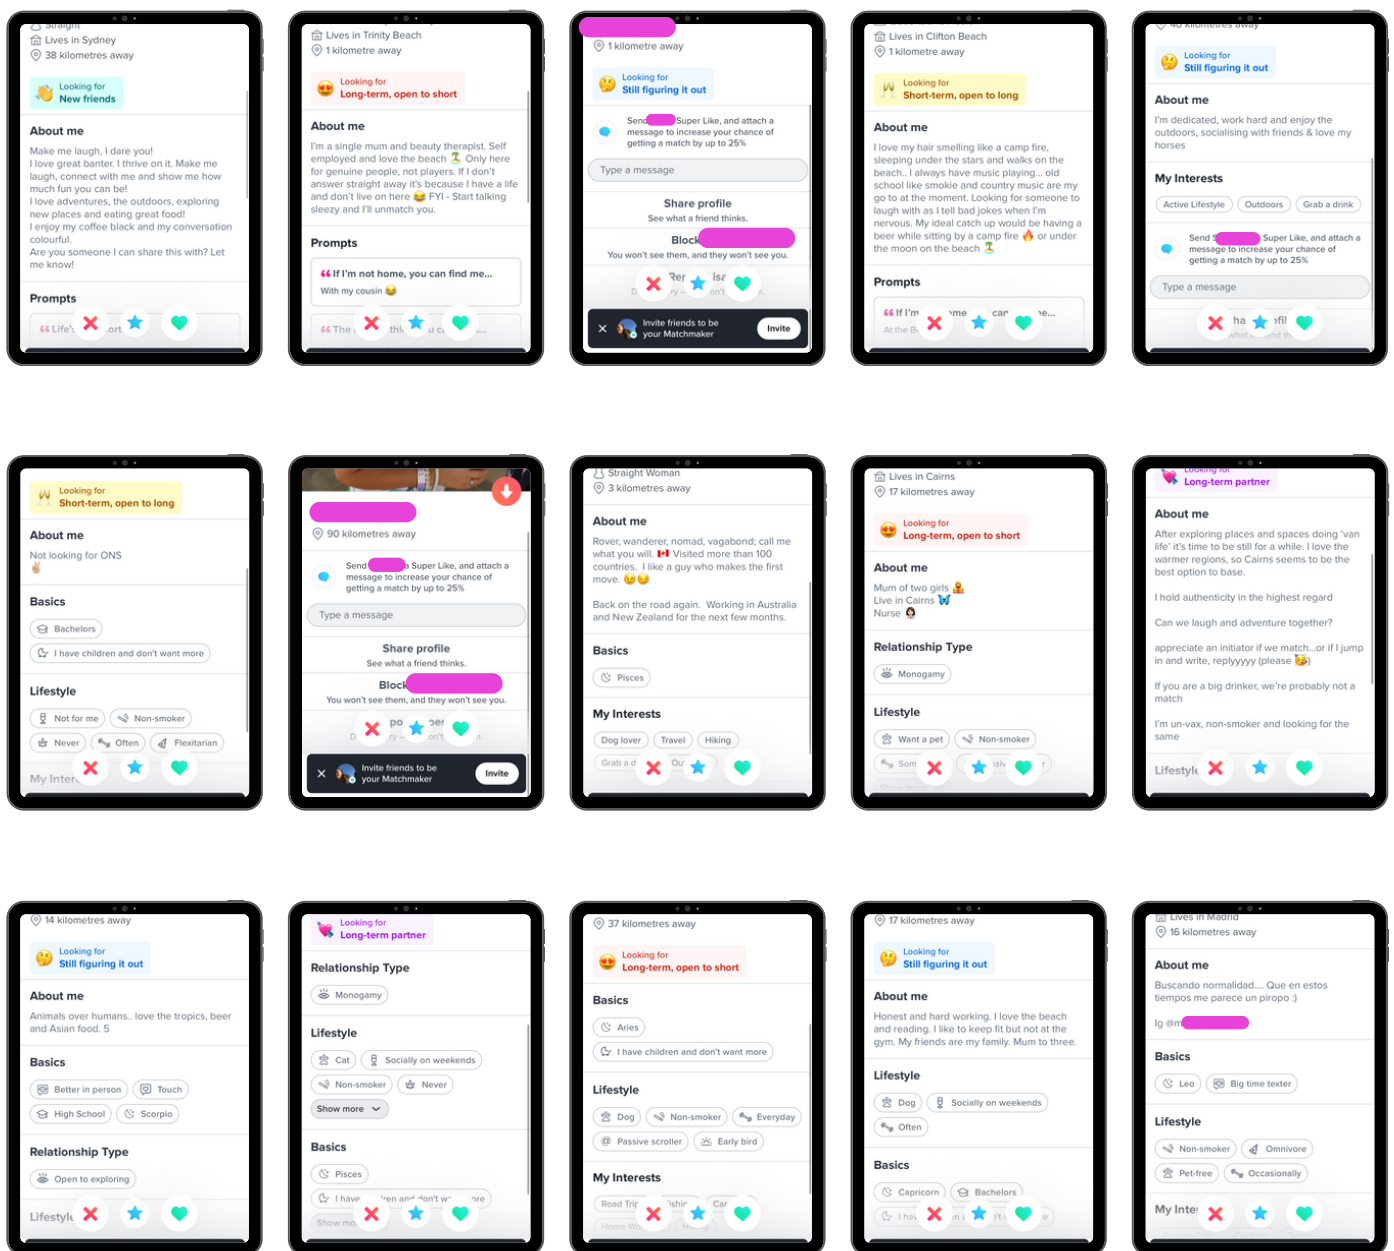 Straight
Lives in Sydney
38 kilometres away
Looking for
New friends
About me
Make me laugh, I dare you!
I love great banter. I thrive on it. Make me
laugh, connect with me and show me how
much fun you can be!
I love adventures, the outdoors, exploring
new places and eating great food!
I enjoy my coffee black and my conversation
colourful.
Are you someone I can share this with? Let
me know!
Prompts
Lives in Trinity Beach
1 kilometre away
Looking for
Long-term, open to short
About me
I'm a single mum and beauty therapist. Self
employed and love the beach 🏝️ Only here
for genuine people, not players. If I don't
answer straight away it's because I have a life
and don't live on here 😂 FYI - Start talking
sleezy and I'll unmatch you.
Prompts
If I'm not home, you can find me...
With my cousin 😂
1 kilometre away
Looking for
Still figuring it out
Send Super Like, and attach a
message to increase your chance of
getting a match by up to 25%
Type a message
Share profile
See what a friend thinks.
Block
You won't see them, and they won't see you.
Invite friends to be
your Matchmaker
Invite
Lives in Clifton Beach
1 kilometre away
Looking for
Short-term, open to long
About me
I love my hair smelling like a camp fire,
sleeping under the stars and walks on the
beach.. I always have music playing... old
school like smokie and country music are my
go to at the moment. Looking for someone to
laugh with as I tell bad jokes when I'm
nervous. My ideal catch up would be having a
beer while sitting by a camp fire 🔥 or under
the moon on the beach 🏝️
Prompts
At the
kilometres away
Looking for
Still figuring it out
About me
I'm dedicated, work hard and enjoy the
outdoors, socialising with friends & love my
horses
My Interests
Active Lifestyle
Outdoors
Grab a drink
Send S Super Like, and attach a
message to increase your chance of
getting a match by up to 25%
Type a message
Looking for
Short-term, open to long
About me
Not looking for ONS
✌🏼
Basics
Bachelors
I have children and don't want more
Lifestyle
Not for me
Non-smoker
Never
Often
Flexitarian
My
90 kilometres away
Send a Super Like, and attach a
message to increase your chance of
getting a match by up to 25%
Type a message
Share profile
See what a friend thinks.
Block
You won't see them, and they won't see you.
Invite friends to be
your Matchmaker
Invite
Straight Woman
3 kilometres away
About me
Rover, wanderer, nomad, vagabond; call me
what you will. 🇨🇦 Visited more than 100
countries. I like a guy who makes the first
move. 😉😏
Back on the road again. Working in Australia
and New Zealand for the next few months.
Basics
Pisces
My Interests
Dog lover
Travel
Hiking
Grab a
Lives in Cairns
17 kilometres away
Looking for
Long-term, open to short
About me
Mum of two girls 👭
Live in Cairns 🦋
Nurse 👩🏻‍⚕️
Relationship Type
Monogamy
Lifestyle
Want a pet
Non-smoker
Show more
Looking for
Long-term partner
About me
After exploring places and spaces doing 'van
life' it's time to be still for a while. I love the
warmer regions, so Cairns seems to be the
best option to base.
I hold authenticity in the highest regard
Can we laugh and adventure together?
appreciate an initiator if we match...or if I jump
in and write, replyyyyy (please 🥳)
If you are a big drinker, we're probably not a
match
I'm un-vax, non-smoker and looking for the
same
Lifestyle
14 kilometres away
Looking for
Still figuring it out
About me
Animals over humans.. love the tropics, beer
and Asian food. 5
Basics
Better in person
Touch
High School
Scorpio
Relationship Type
Open to exploring
Lifestyle
Looking for
Long-term partner
Relationship Type
Monogamy
Lifestyle
Cat
Socially on weekends
Non-smoker
Never
Show more
Basics
Pisces
37 kilometres away
Looking for
Long-term, open to short
Basics
Aries
I have children and don't want more
Lifestyle
Dog
Non-smoker
Everyday
Passive scroller
Early bird
My Interests
Road
17 kilometres away
Looking for
Still figuring it out
About me
Honest and hard working. I love the beach
and reading. I like to keep fit but not at the
gym. My friends are my family. Mum to three.
Lifestyle
Dog
Socially on weekends
Often
Basics
Capricorn
Bachelors
Lives in Madrid
16 kilometres away
About me
Buscando normalidad.... Que en estos
tiempos me parece un piropo :)
Ig @m
Basics
Leo
Big time texter
Lifestyle
Non-smoker
Omnivore
Pet-free
Occasionally
My